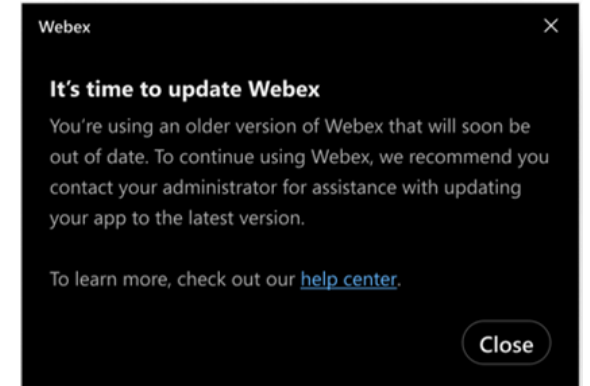 Webex
It's time to update Webex
You're using an older version of Webex that will soon be
out of date. To continue using Webex, we recommend you
contact your administrator for assistance with updating
your app to the latest version.
To learn more, check out our help center.
Close